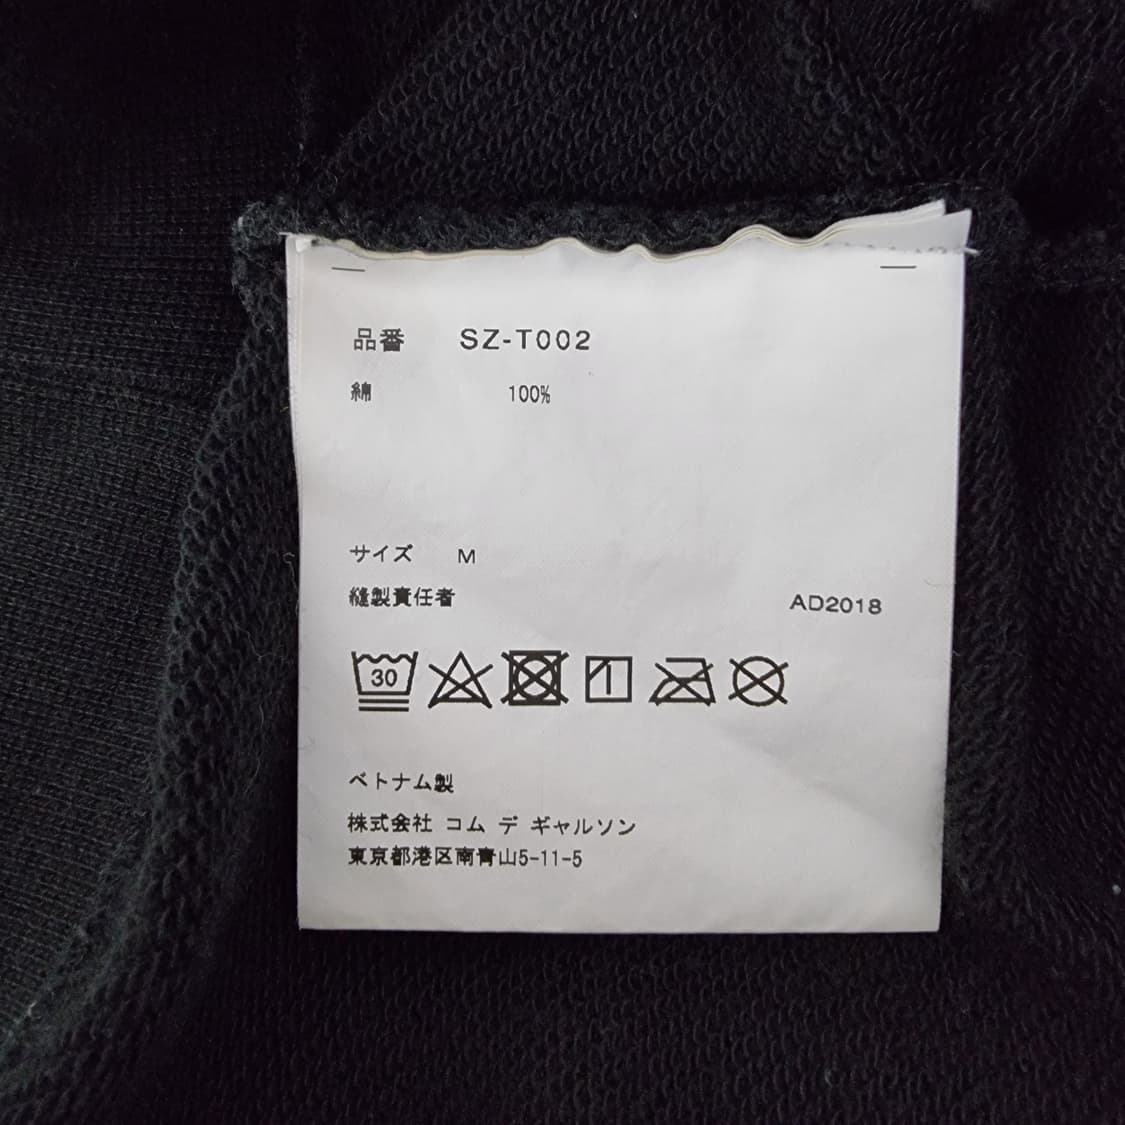 品番 SZ-T002
綿 100%
サイズ M
縫製責任者 AD2018
30
ベトナム製
株式会社 コム デ ギャルソン
東京都港区南青山5-11-5